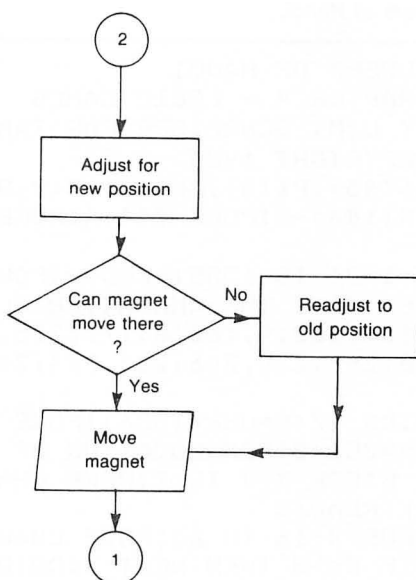 2
Adjust for
new position
Can magnet
move there
?
No
Readjust to
old position
Yes
Move
magnet
1